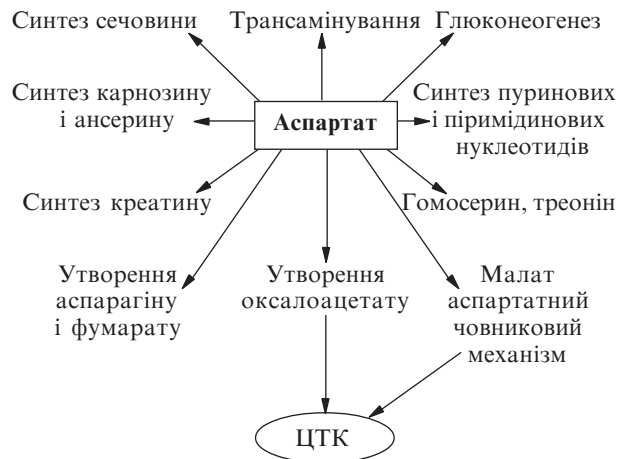 Синтез сечовини
Трансамінування
Глюконеогенез
Синтез карнозину
і ансерину
Аспартат
Синтез пуринових
і піримідинових
нуклеотидів
Синтез креатину
Гомосерин, треонін
Утворення
аспарагіну
і фумарату
Утворення
оксалоацетату
Малат
аспартатний
човниковий
механізм
ЦТК